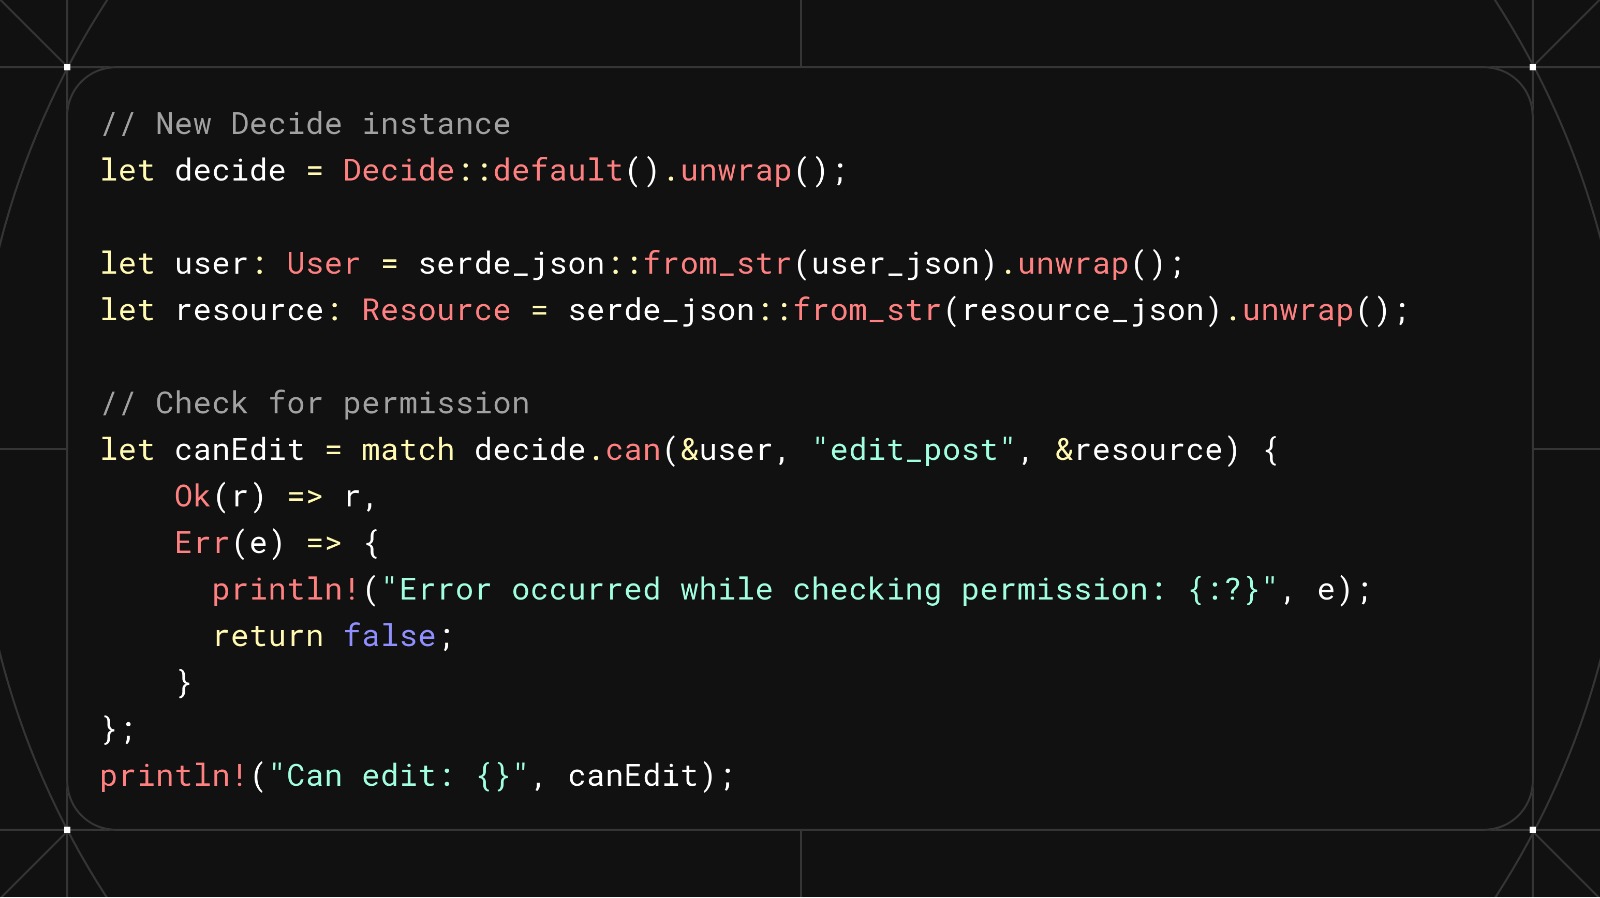 // New Decide instance
let decide = Decide::default().unwrap();
let user: User = serde_json::from_str(user_json).unwrap();
let resource: Resource = serde_json::from_str(resource_json).unwrap();
// Check for permission
let canEdit = match decide.can(&user, "edit_post", &resource) {
    Ok(r) => r,
    Err(e) => {
      println!("Error occurred while checking permission: {:?}", e);
      return false;
    }
};
println!("Can edit: {}", canEdit);